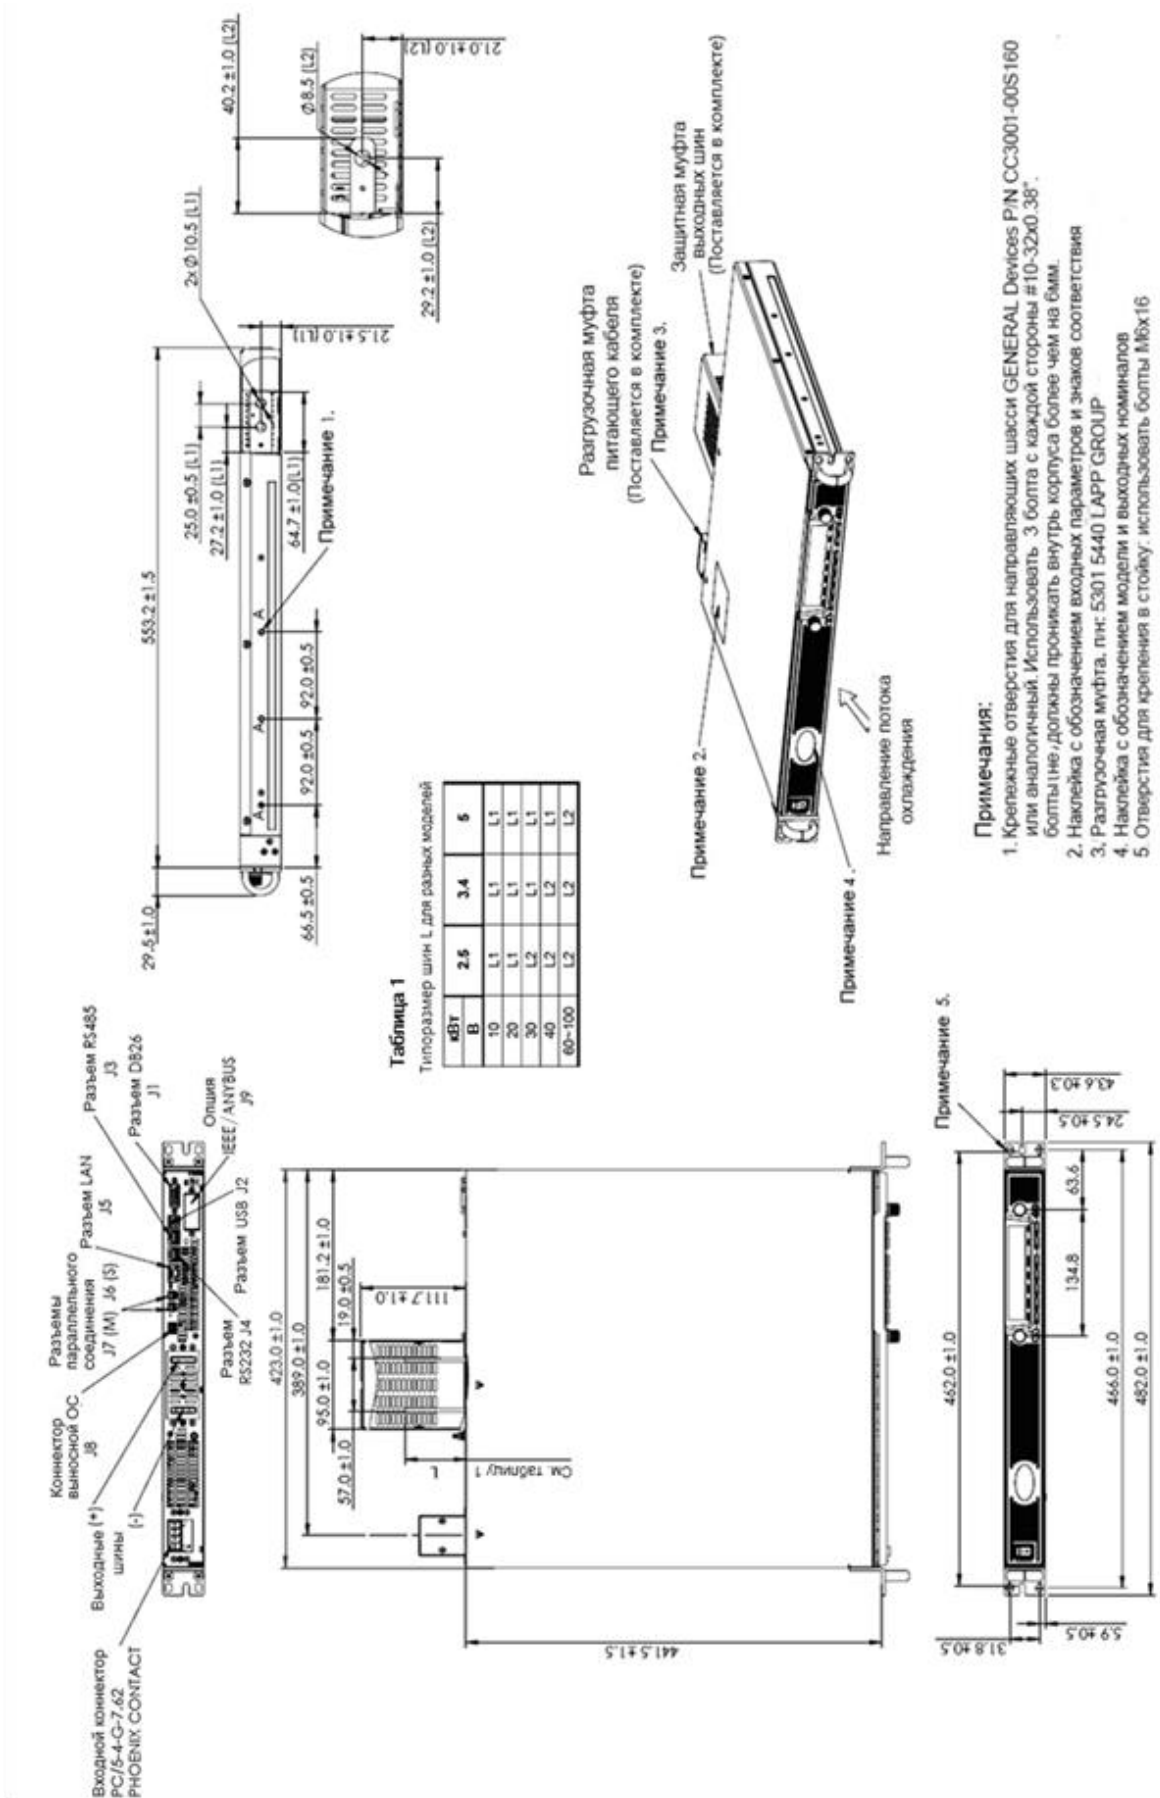 Входной коннектор
PC/5-4-G-7.62
PHOENIX CONTACT
Выходные (+)
шины
(-)
Коннектор
выносной ОС
J8
Разъемы
параллельного
соединения
J7 (M) J6 (S)
Разъем LAN
J5
Разъем RS485
J3
Разъем DB26
J1
Опция
IEEE/ANYBUS
J9
Разъем USB J2
Разъем
RS232 J4
29.5±1.0
553.2±1.5
25.0±0.5 (L1)
27.2±1.0 (L1)
2x Ø10.5 (L1)
21.5±1.0 (L1)
64.7±1.0(L1)
Примечание 1.
A
A
A
66.5±0.5
92.0±0.5
92.0±0.5
40.2±1.0 (L2)
Ø8.5 (L2)
21.0±1.0 (L2)
29.2±1.0 (L2)
423.0±1.0
389.0±1.0
181.2±1.0
95.0±1.0
19.0±0.5
57.0±1.0
111.7±1.0
L
См. таблицу 1
441.5±1.5
Таблица 1
Типоразмер шин L для разных моделей
кВт 2.5 3.4 5
В
10 L1 L1 L1
20 L1 L1 L1
30 L2 L1 L1
40 L2 L2 L1
60~100 L2 L2 L2
Разгрузочная муфта
питающего кабеля
(Поставляется в комплекте)
Примечание 3.
Защитная муфта
выходных шин
(Поставляется в комплекте)
Примечание 2.
Примечание 4.
Направление потока
охлаждения
Примечание 5.
462.0±1.0
43.6±0.3
24.5±0.5
63.6
134.8
466.0±1.0
482.0±1.0
31.8±0.5
5.9±0.5
Примечания:
1. Крепежные отверстия для направляющих шасси GENERAL Devices P/N CC3001-00S160
или аналогичный. Использовать 3 болта с каждой стороны #10-32x0.38".
болты не должны проникать внутрь корпуса более чем на 6мм.
2. Наклейка с обозначением входных параметров и знаков соответствия
3. Разгрузочная муфта, п/н: 5301 5440 LAPP GROUP
4. Наклейка с обозначением модели и выходных номиналов
5 Отверстия для крепления в стойку: использовать болты M6x16